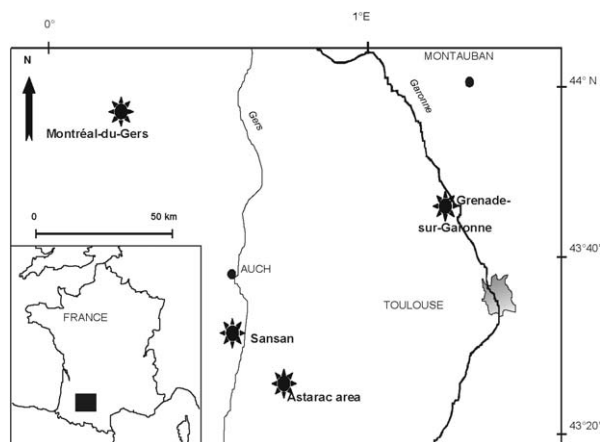 0°
1°E
MONTAUBAN
N
44° N
Garonne
Gers
Montréal-du-Gers
Grenade-
sur-Garonne
0
50 km
43°40'
AUCH
FRANCE
TOULOUSE
Sansan
Astarac area
43°20'